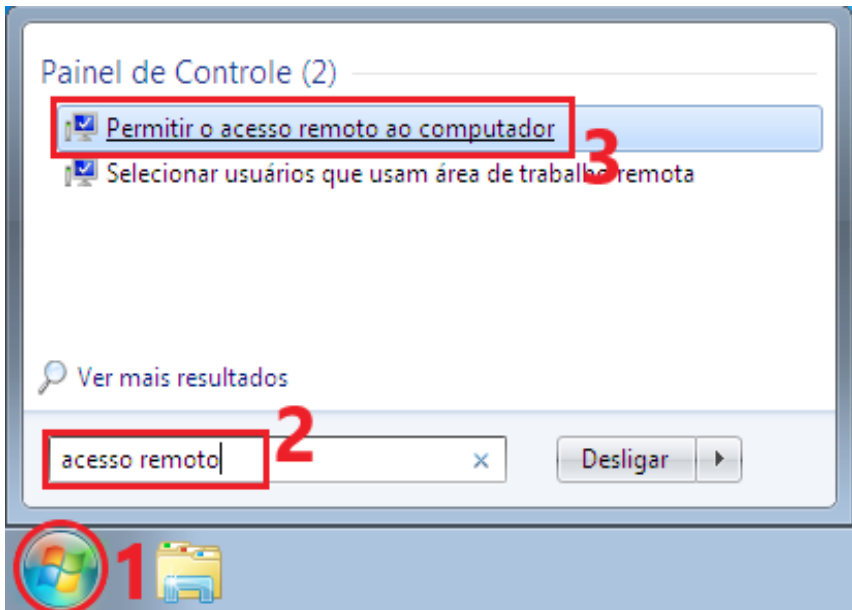 Painel de Controle (2)
Permitir o acesso remoto ao computador
3
Selecionar usuários que usam área de trabalho remota
Ver mais resultados
2
acesso remoto
Desligar
1